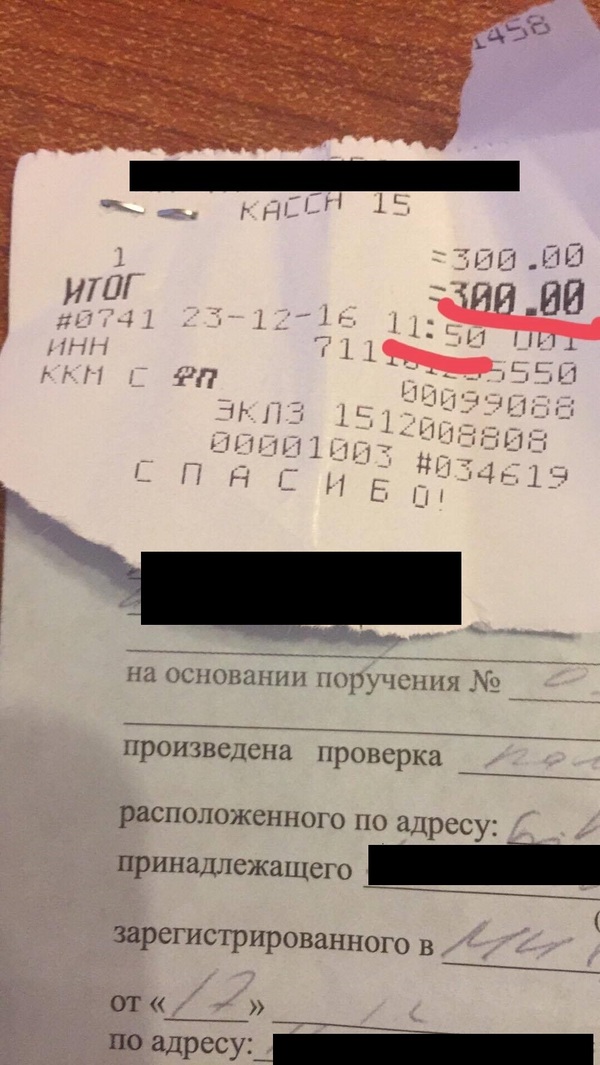 1458
КАССА 15
1 =300.00
ИТОГ =300.00
#0741 23-12-16 11:50 001
ИНН
ККМ С ФП 00099088
ЭКЛЗ 1512008808
00001003 #034619
СПАСИБО!
на основании поручения №
произведена проверка
расположенного по адресу:
принадлежащего
зарегистрированного в
от «17»
по адресу: